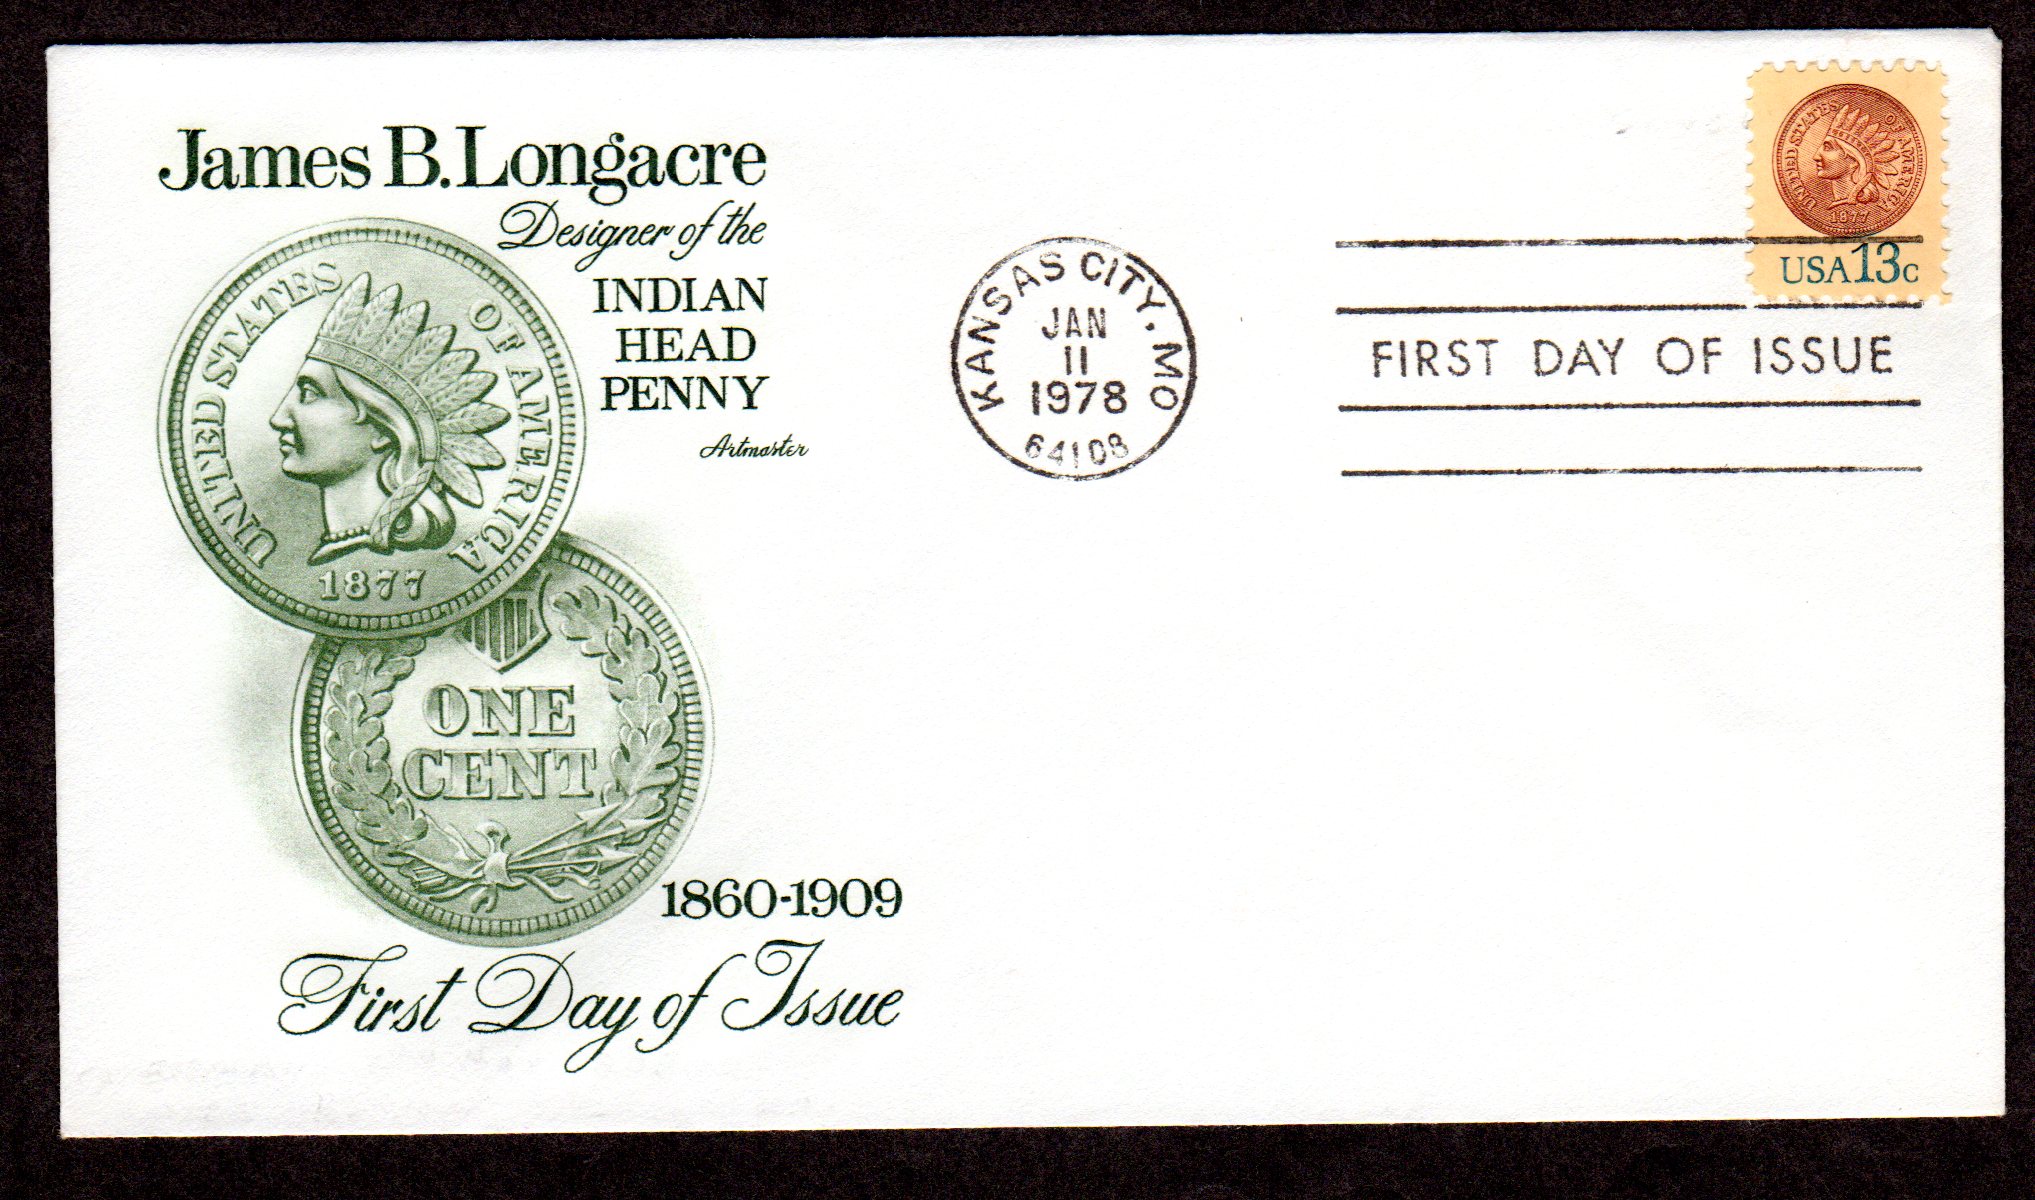 James B. Longacre
Designer of the
INDIAN
HEAD
PENNY
Artmaster
UNITED STATES OF AMERICA
1877
ONE
CENT
1860-1909
First Day of Issue
KANSAS CITY, MO
JAN
11
1978
64108
UNITED STATES OF AMERICA
1877
USA 13c
FIRST DAY OF ISSUE